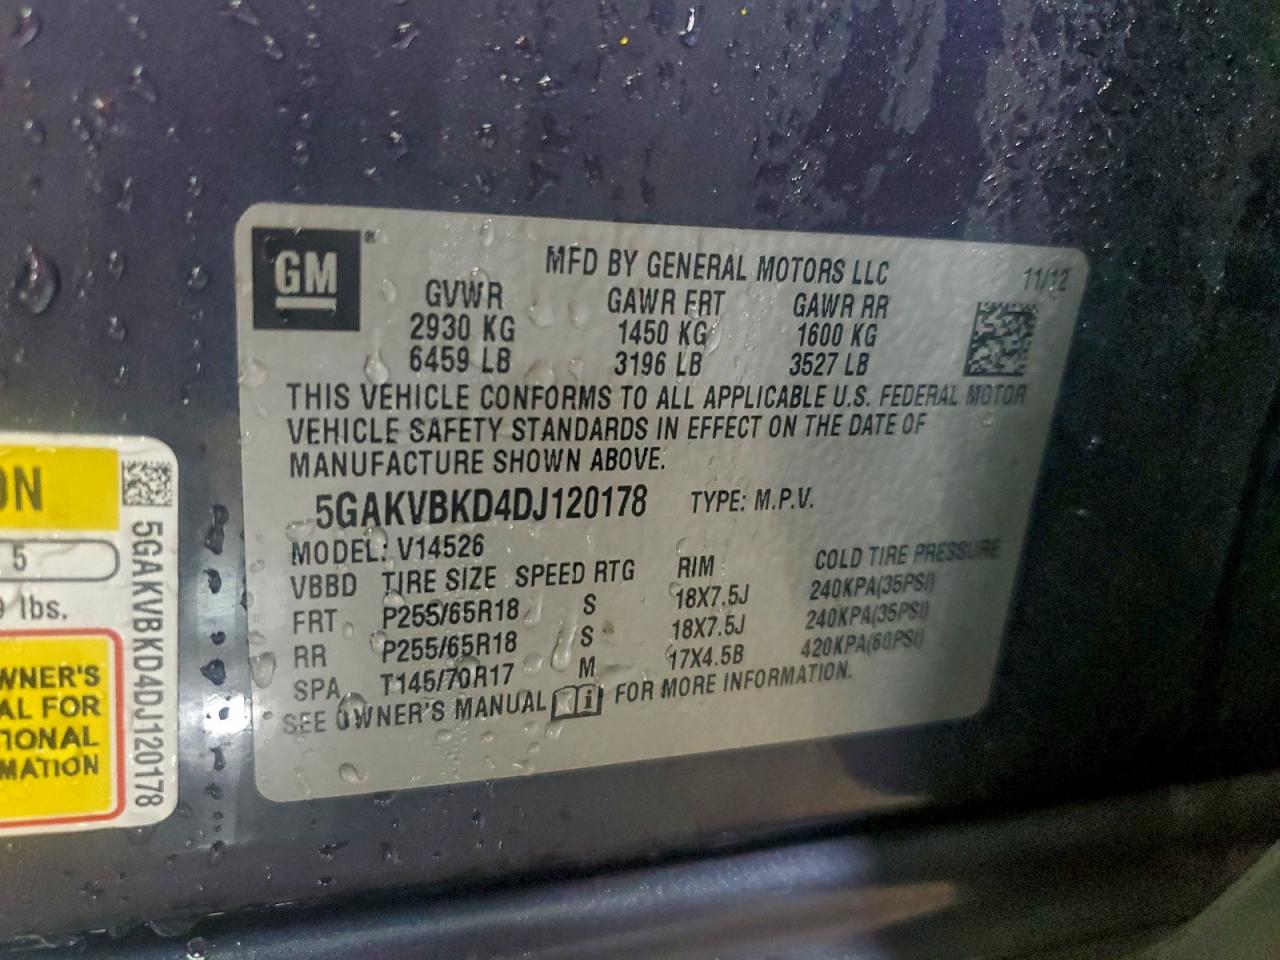 GM ®
MFD BY GENERAL MOTORS LLC 11/12
GVWR GAWR FRT GAWR RR
2930 KG 1450 KG 1600 KG
6459 LB 3196 LB 3527 LB
THIS VEHICLE CONFORMS TO ALL APPLICABLE U.S. FEDERAL MOTOR
VEHICLE SAFETY STANDARDS IN EFFECT ON THE DATE OF
MANUFACTURE SHOWN ABOVE.
5GAKVBKD4DJ120178 TYPE: M.P.V.
MODEL: V14526
VBBD TIRE SIZE SPEED RTG RIM COLD TIRE PRESSURE
FRT P255/65R18 S 18X7.5J 240KPA(35PSI)
RR P255/65R18 S 18X7.5J 240KPA(35PSI)
SPA T145/70R17 M 17X4.5B 420KPA(60PSI)
SEE OWNER'S MANUAL i FOR MORE INFORMATION.
ON
5
9 lbs.
WNER'S
AL FOR
TIONAL
MATION
5GAKVBKD4DJ120178